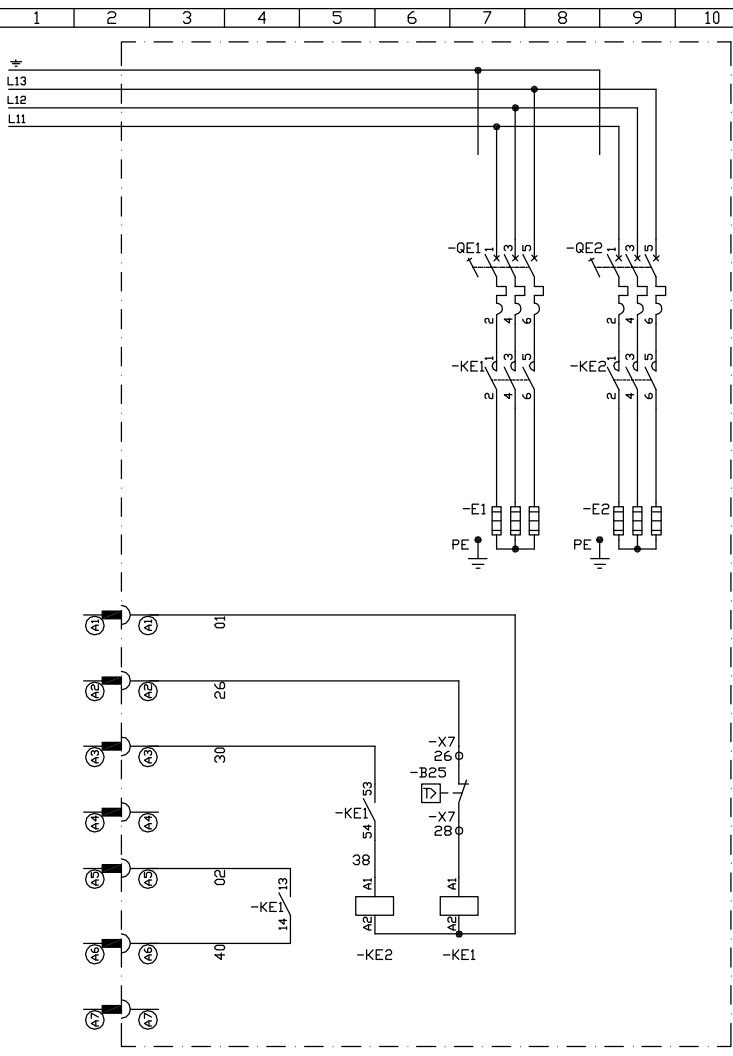 1 2 3 4 5 6 7 8 9 10
L13
L12
L11
-QE1 1 3 5
-QE2 1 3 5
2 4 6
2 4 6
-KE1 1 3 5
-KE2 1 3 5
2 4 6
2 4 6
-E1
-E2
PE
PE
A1 A1 01
A2 A2 26
A3 A3 30
-X7
26
-B25
T>
53
-KE1
54
-X7
28
A4 A4
38
A5 A5 02
13
-KE1
14
A1
A1
A2
A2
A6 A6 40
-KE2
-KE1
A7 A7